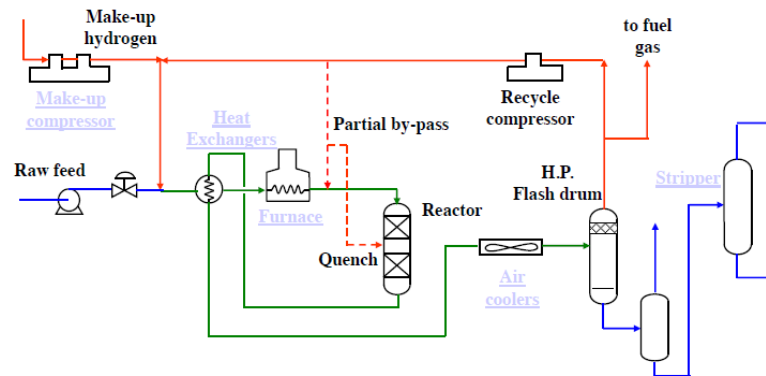 Make-up
hydrogen
to fuel
gas
Make-up
compressor
Recycle
compressor
Heat
Exchangers
Partial by-pass
Raw feed
H.P.
Flash drum
Stripper
Furnace
Reactor
Quench
Air
coolers